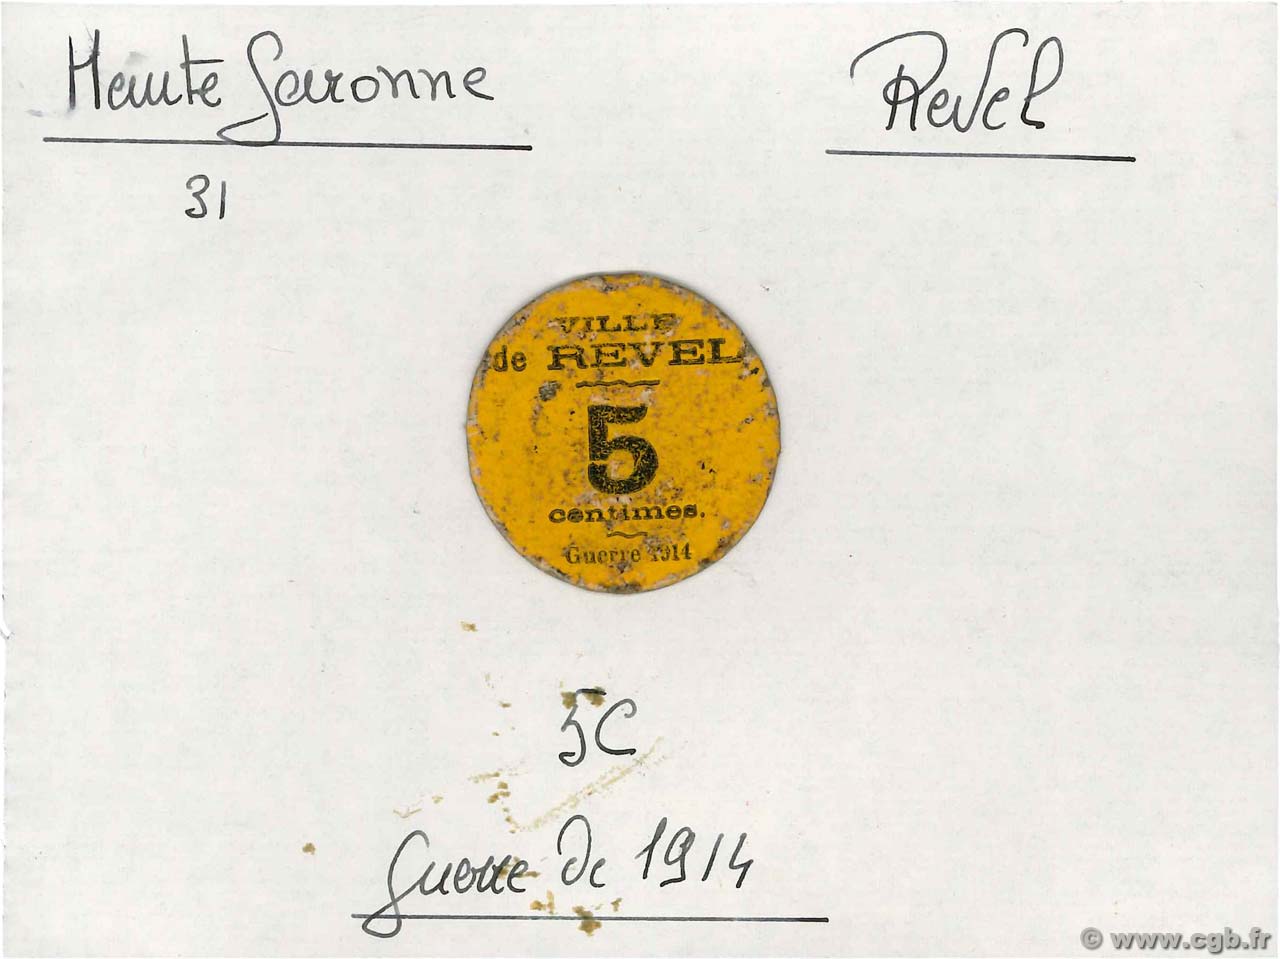 Haute Garonne
Revel
31
VILLE
de REVEL
5
centimes.
Guerre 1914
5C
guerre de 1914
© www.cgb.fr